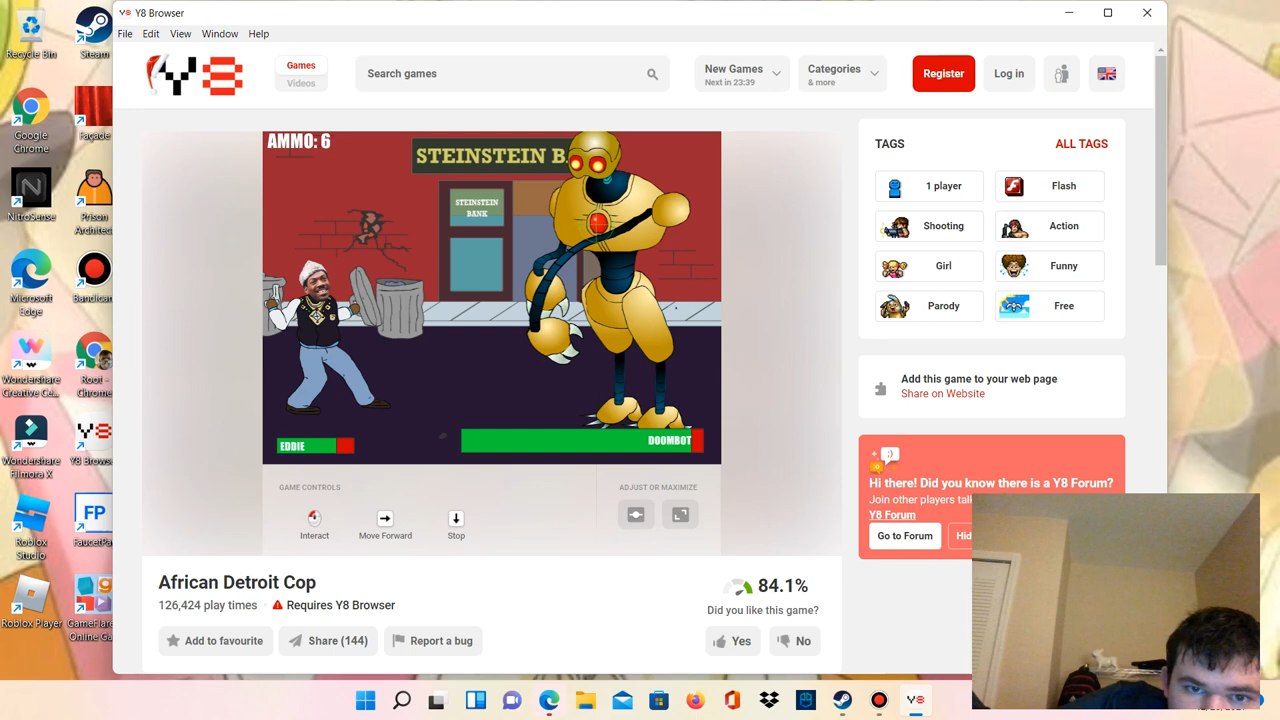 Y8 Browser
File Edit View Window Help
Y8
Games
Videos
Search games
New Games
Next in 23:39
Categories
& more
Register
Log in
AMMO: 6
STEINSTEIN B
STEINSTEIN
BANK
EDDIE
DOOMBOT
GAME CONTROLS
Interact
Move Forward
Stop
ADJUST OR MAXIMIZE
African Detroit Cop
126,424 play times · Requires Y8 Browser
84.1%
Did you like this game?
Add to favourite
Share (144)
Report a bug
Yes
No
TAGS
ALL TAGS
1 player
Flash
Shooting
Action
Girl
Funny
Parody
Free
Add this game to your web page
Share on Website
Hi there! Did you know there is a Y8 Forum?
Join other players
Y8 Forum
Go to Forum
Recycle Bin
Steam
Google
Chrome
Façade
NitroSense
Prison
Architec...
Microsoft
Edge
Bandicam
Wondershare
Creative Ce...
Root -
Chrome
Wondershare
Filmora X
Y8 Brows
Roblox
Studio
FP
FaucetPa
Roblox Player
GameFlare
Online Ga